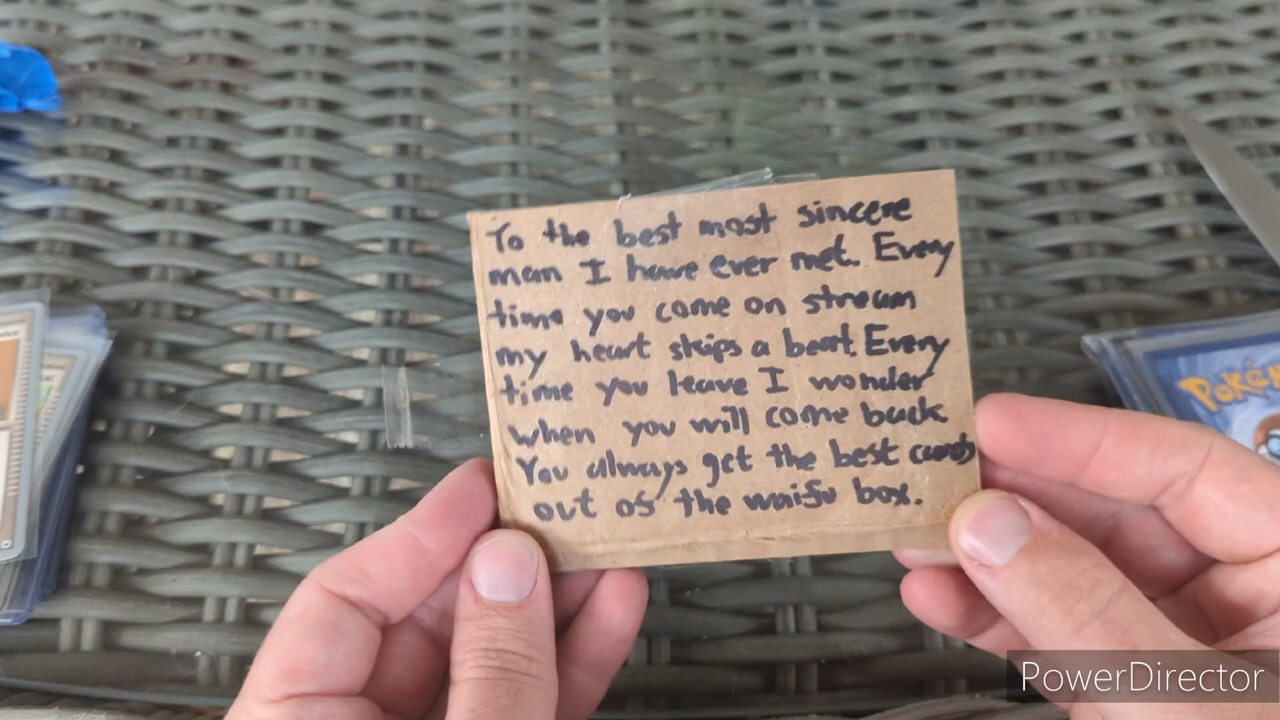 To the best most sincere
man I have ever met. Every
time you come on stream
my heart skips a beat. Every
time you leave I wonder
when you will come back
You always get the best cards
out of the waifu box.
Poké
PowerDirector